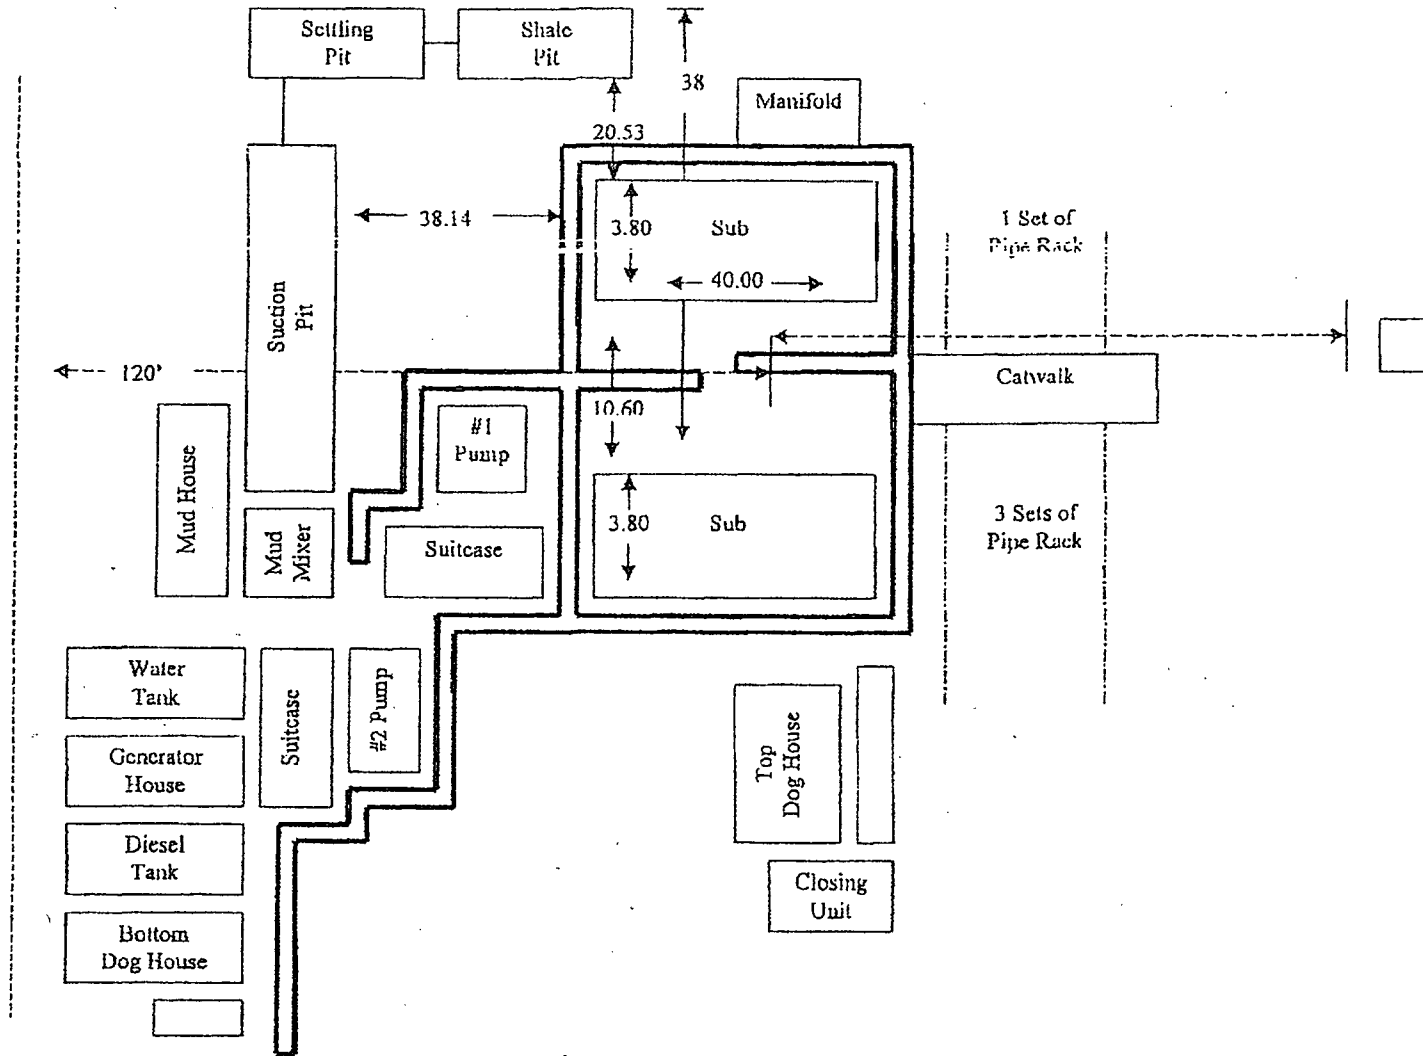 Settling
Pit
Shale
Pit
38
Manifold
20.53
38.14
3.80
Sub
40.00
1 Set of
Pipe Rack
Suction
Pit
120'
10.60
Catwalk
#1
Pump
Mud House
Mud
Mixer
Suitcase
3.80
Sub
3 Sets of
Pipe Rack
Water
Tank
Suitcase
#2 Pump
Generator
House
Top
Dog House
Diesel
Tank
Closing
Unit
Bottom
Dog House